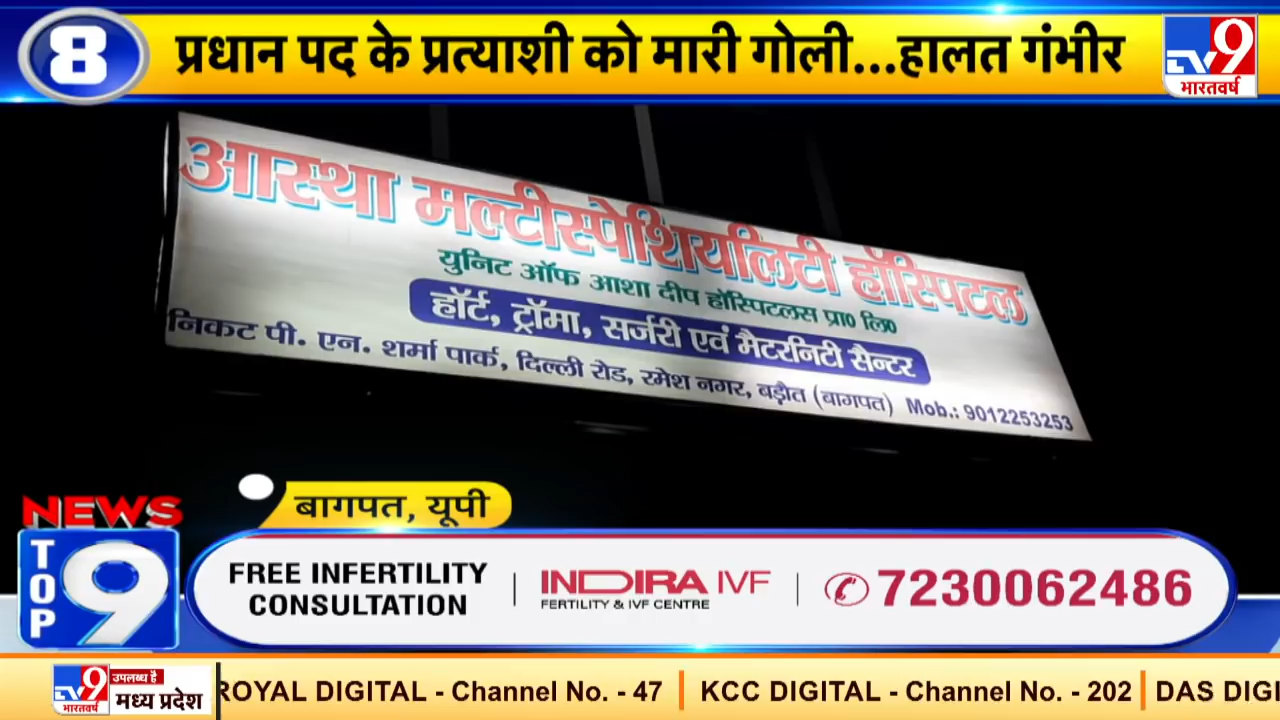 8
प्रधान पद के प्रत्याशी को मारी गोली...हालत गंभीर
TV9
भारतवर्ष
आस्था मल्टीस्पेशियलिटी हॉस्पिटल
युनिट ऑफ आशा दीप हॉस्पिटलस प्रा० लि०
हॉर्ट, ट्रॉमा, सर्जरी एवं मैटरनिटी सैन्टर
निकट पी. एन. शर्मा पार्क, दिल्ली रोड, रमेश नगर, बड़ौत (बागपत) Mob.: 9012253253
बागपत, यूपी
NEWS
TOP 9
FREE INFERTILITY CONSULTATION
INDIRA IVF
FERTILITY & IVF CENTRE
7230062486
TV9
भारतवर्ष
उपलब्ध है
मध्य प्रदेश
ROYAL DIGITAL - Channel No. - 47 | KCC DIGITAL - Channel No. - 202 | DAS DIGI